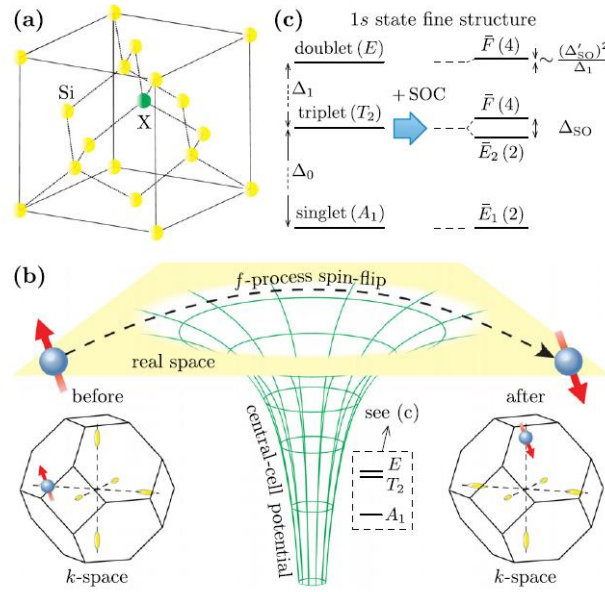 (a)
Si
X
(c) 1s state fine structure
doublet (E)
F̄ (4)
~ (Δ′SO)²/Δ1
Δ1
+ SOC
triplet (T2)
F̄ (4)
ΔSO
Ē2 (2)
Δ0
singlet (A1)
Ē1 (2)
(b)
f-process spin-flip
real space
before
after
see (c)
central-cell potential
E
T2
A1
k-space
k-space